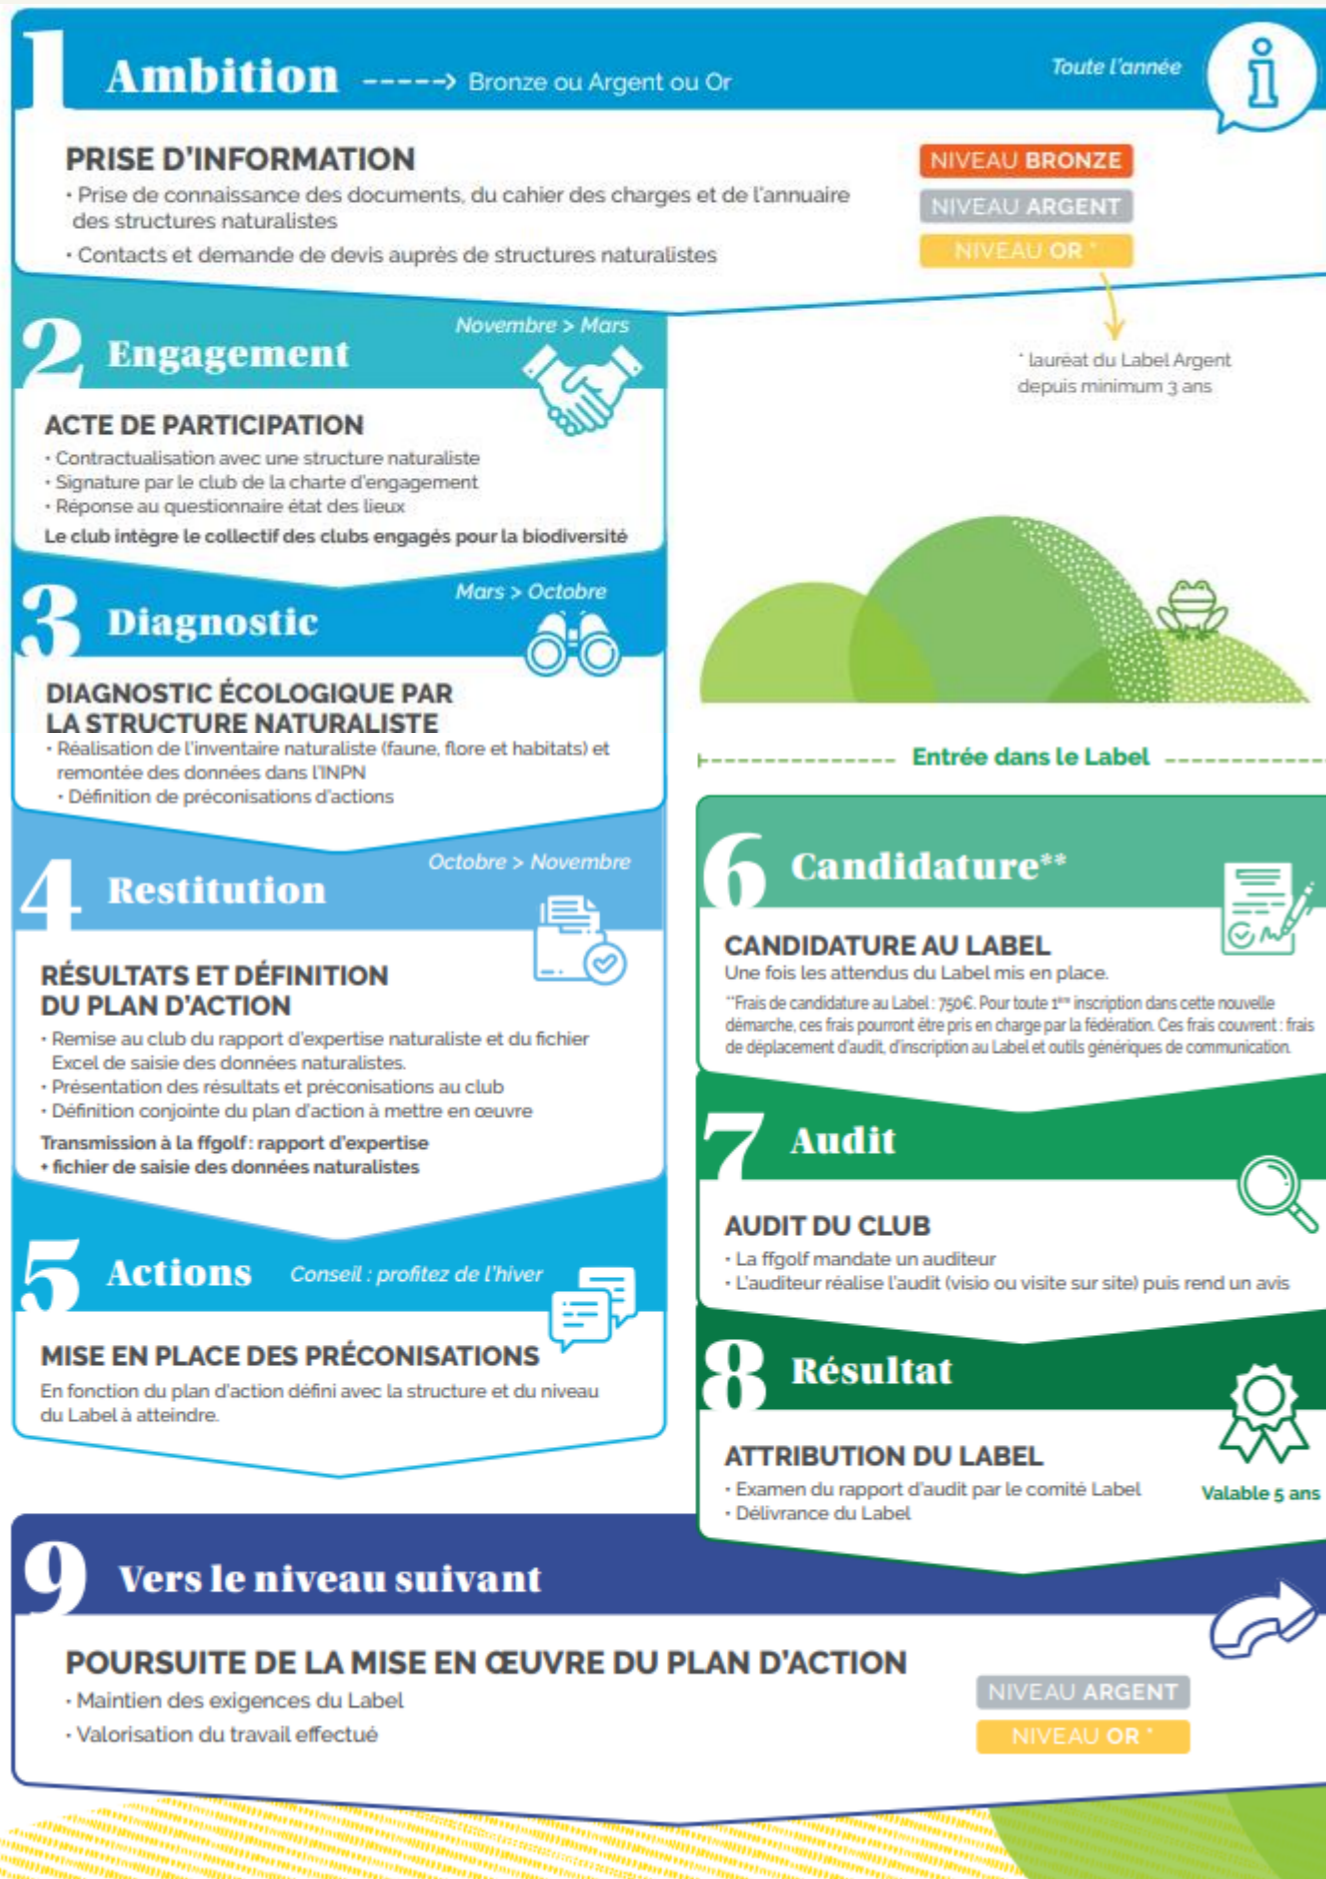 1 Ambition -----> Bronze ou Argent ou Or
Toute l'année
i
PRISE D'INFORMATION
• Prise de connaissance des documents, du cahier des charges et de l'annuaire
des structures naturalistes
• Contacts et demande de devis auprès de structures naturalistes
NIVEAU BRONZE
NIVEAU ARGENT
NIVEAU OR *
* lauréat du Label Argent
depuis minimum 3 ans
2 Engagement
Novembre > Mars
ACTE DE PARTICIPATION
• Contractualisation avec une structure naturaliste
• Signature par le club de la charte d'engagement
• Réponse au questionnaire état des lieux
Le club intègre le collectif des clubs engagés pour la biodiversité
3 Diagnostic
Mars > Octobre
DIAGNOSTIC ÉCOLOGIQUE PAR
LA STRUCTURE NATURALISTE
• Réalisation de l'inventaire naturaliste (faune, flore et habitats) et
remontée des données dans l'INPN
• Définition de préconisations d'actions
4 Restitution
Octobre > Novembre
RÉSULTATS ET DÉFINITION
DU PLAN D'ACTION
• Remise au club du rapport d'expertise naturaliste et du fichier
Excel de saisie des données naturalistes.
• Présentation des résultats et préconisations au club
• Définition conjointe du plan d'action à mettre en œuvre
Transmission à la ffgolf : rapport d'expertise
+ fichier de saisie des données naturalistes
5 Actions
Conseil : profitez de l'hiver
MISE EN PLACE DES PRÉCONISATIONS
En fonction du plan d'action défini avec la structure et du niveau
du Label à atteindre.
Entrée dans le Label
6 Candidature**
CANDIDATURE AU LABEL
Une fois les attendus du Label mis en place.
**Frais de candidature au Label : 750€. Pour toute 1ère inscription dans cette nouvelle
démarche, ces frais pourront être pris en charge par la fédération. Ces frais couvrent : frais
de déplacement d'audit, d'inscription au Label et outils génériques de communication.
7 Audit
AUDIT DU CLUB
• La ffgolf mandate un auditeur
• L'auditeur réalise l'audit (visio ou visite sur site) puis rend un avis
8 Résultat
ATTRIBUTION DU LABEL
• Examen du rapport d'audit par le comité Label
• Délivrance du Label
Valable 5 ans
9 Vers le niveau suivant
POURSUITE DE LA MISE EN ŒUVRE DU PLAN D'ACTION
• Maintien des exigences du Label
• Valorisation du travail effectué
NIVEAU ARGENT
NIVEAU OR *